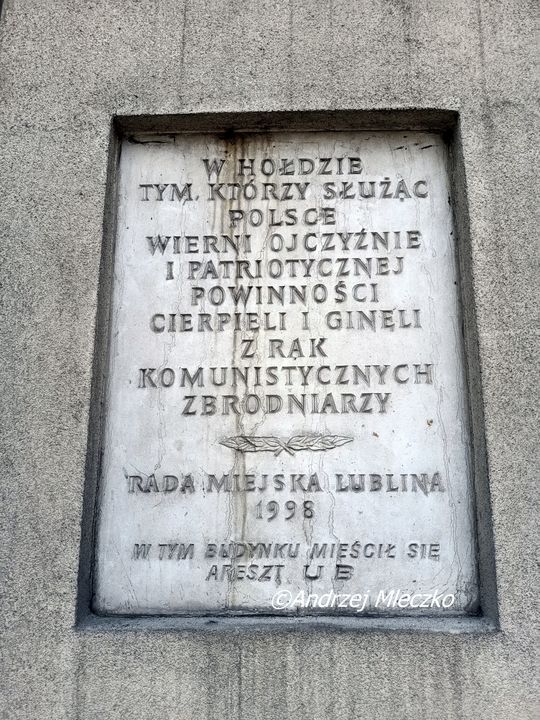 W HOŁDZIE
TYM, KTÓRZY SŁUŻĄC
POLSCE
WIERNI OJCZYŹNIE
I PATRIOTYCZNEJ
POWINNOŚCI
CIERPIELI I GINĘLI
Z RĄK
KOMUNISTYCZNYCH
ZBRODNIARZY
RADA MIEJSKA LUBLINA
1998
W TYM BUDYNKU MIEŚCIŁ SIĘ
ARESZT UB
©Andrzej Mleczko